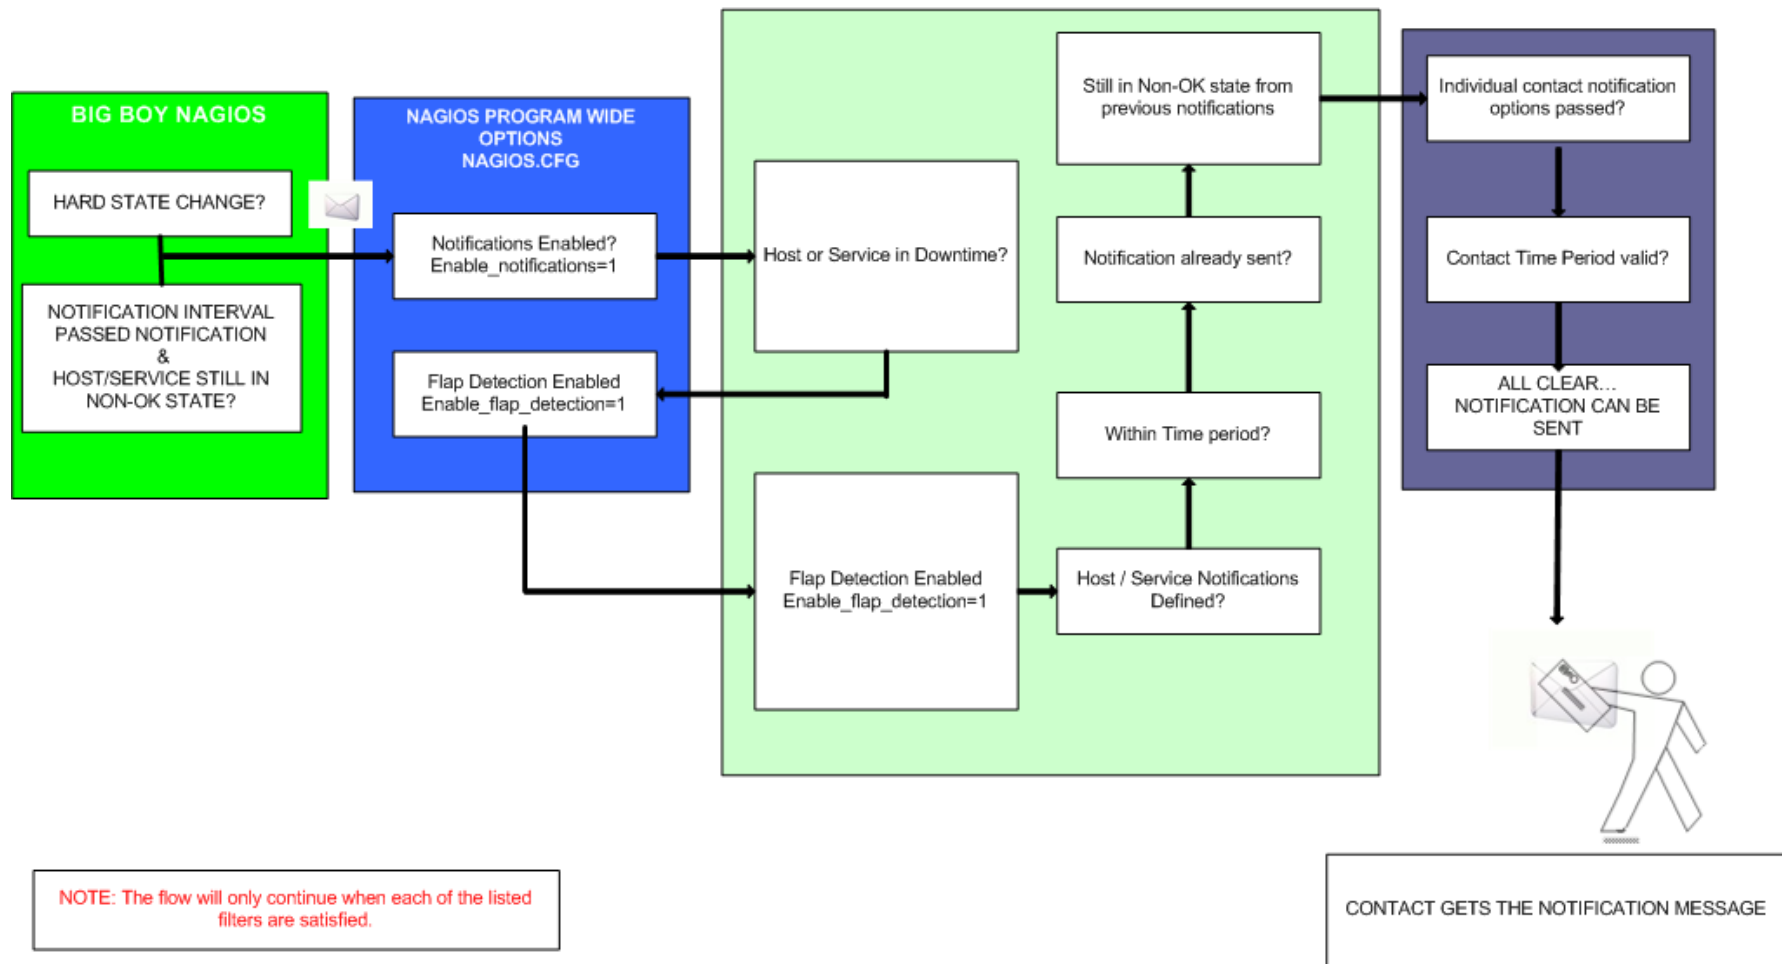 BIG BOY NAGIOS
HARD STATE CHANGE?
NOTIFICATION INTERVAL
PASSED NOTIFICATION
&
HOST/SERVICE STILL IN
NON-OK STATE?
NAGIOS PROGRAM WIDE
OPTIONS
NAGIOS.CFG
Notifications Enabled?
Enable_notifications=1
Flap Detection Enabled
Enable_flap_detection=1
Host or Service in Downtime?
Flap Detection Enabled
Enable_flap_detection=1
Still in Non-OK state from
previous notifications
Notification already sent?
Within Time period?
Host / Service Notifications
Defined?
Individual contact notification
options passed?
Contact Time Period valid?
ALL CLEAR...
NOTIFICATION CAN BE
SENT
NOTE: The flow will only continue when each of the listed
filters are satisfied.
CONTACT GETS THE NOTIFICATION MESSAGE